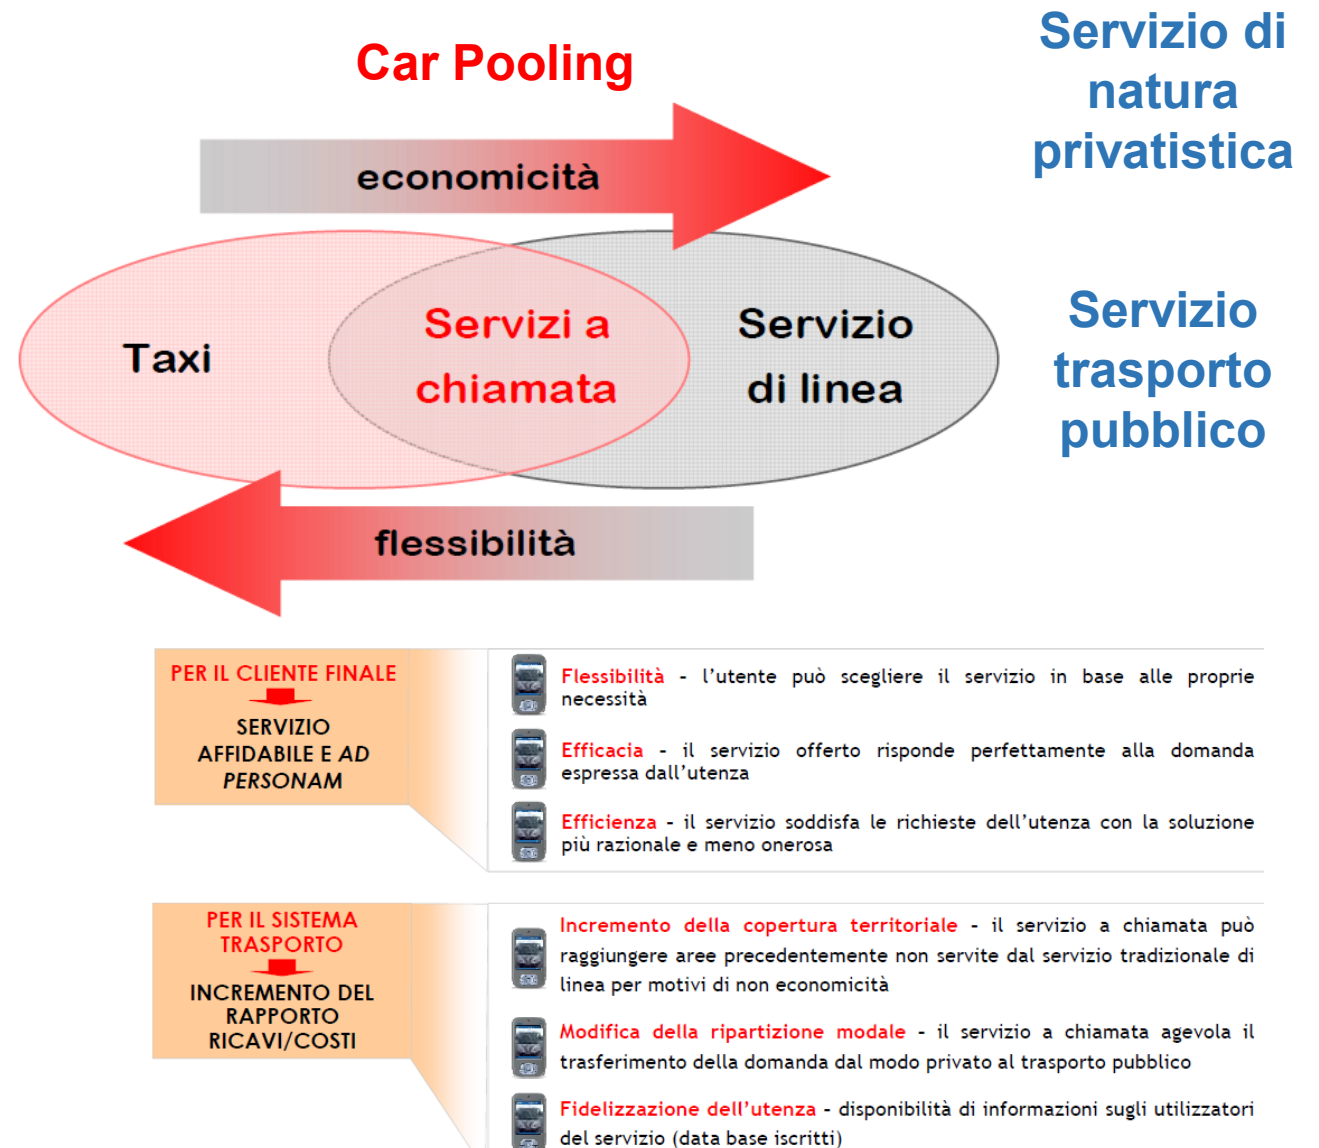 Car Pooling
Servizio di
natura
privatistica
economicità
Taxi
Servizi a
chiamata
Servizio
di linea
Servizio
trasporto
pubblico
flessibilità
PER IL CLIENTE FINALE
SERVIZIO
AFFIDABILE E AD
PERSONAM
Flessibilità - l'utente può scegliere il servizio in base alle proprie
necessità
Efficacia - il servizio offerto risponde perfettamente alla domanda
espressa dall'utenza
Efficienza - il servizio soddisfa le richieste dell'utenza con la soluzione
più razionale e meno onerosa
PER IL SISTEMA
TRASPORTO
INCREMENTO DEL
RAPPORTO
RICAVI/COSTI
Incremento della copertura territoriale - il servizio a chiamata può
raggiungere aree precedentemente non servite dal servizio tradizionale di
linea per motivi di non economicità
Modifica della ripartizione modale - il servizio a chiamata agevola il
trasferimento della domanda dal modo privato al trasporto pubblico
Fidelizzazione dell'utenza - disponibilità di informazioni sugli utilizzatori
del servizio (data base iscritti)